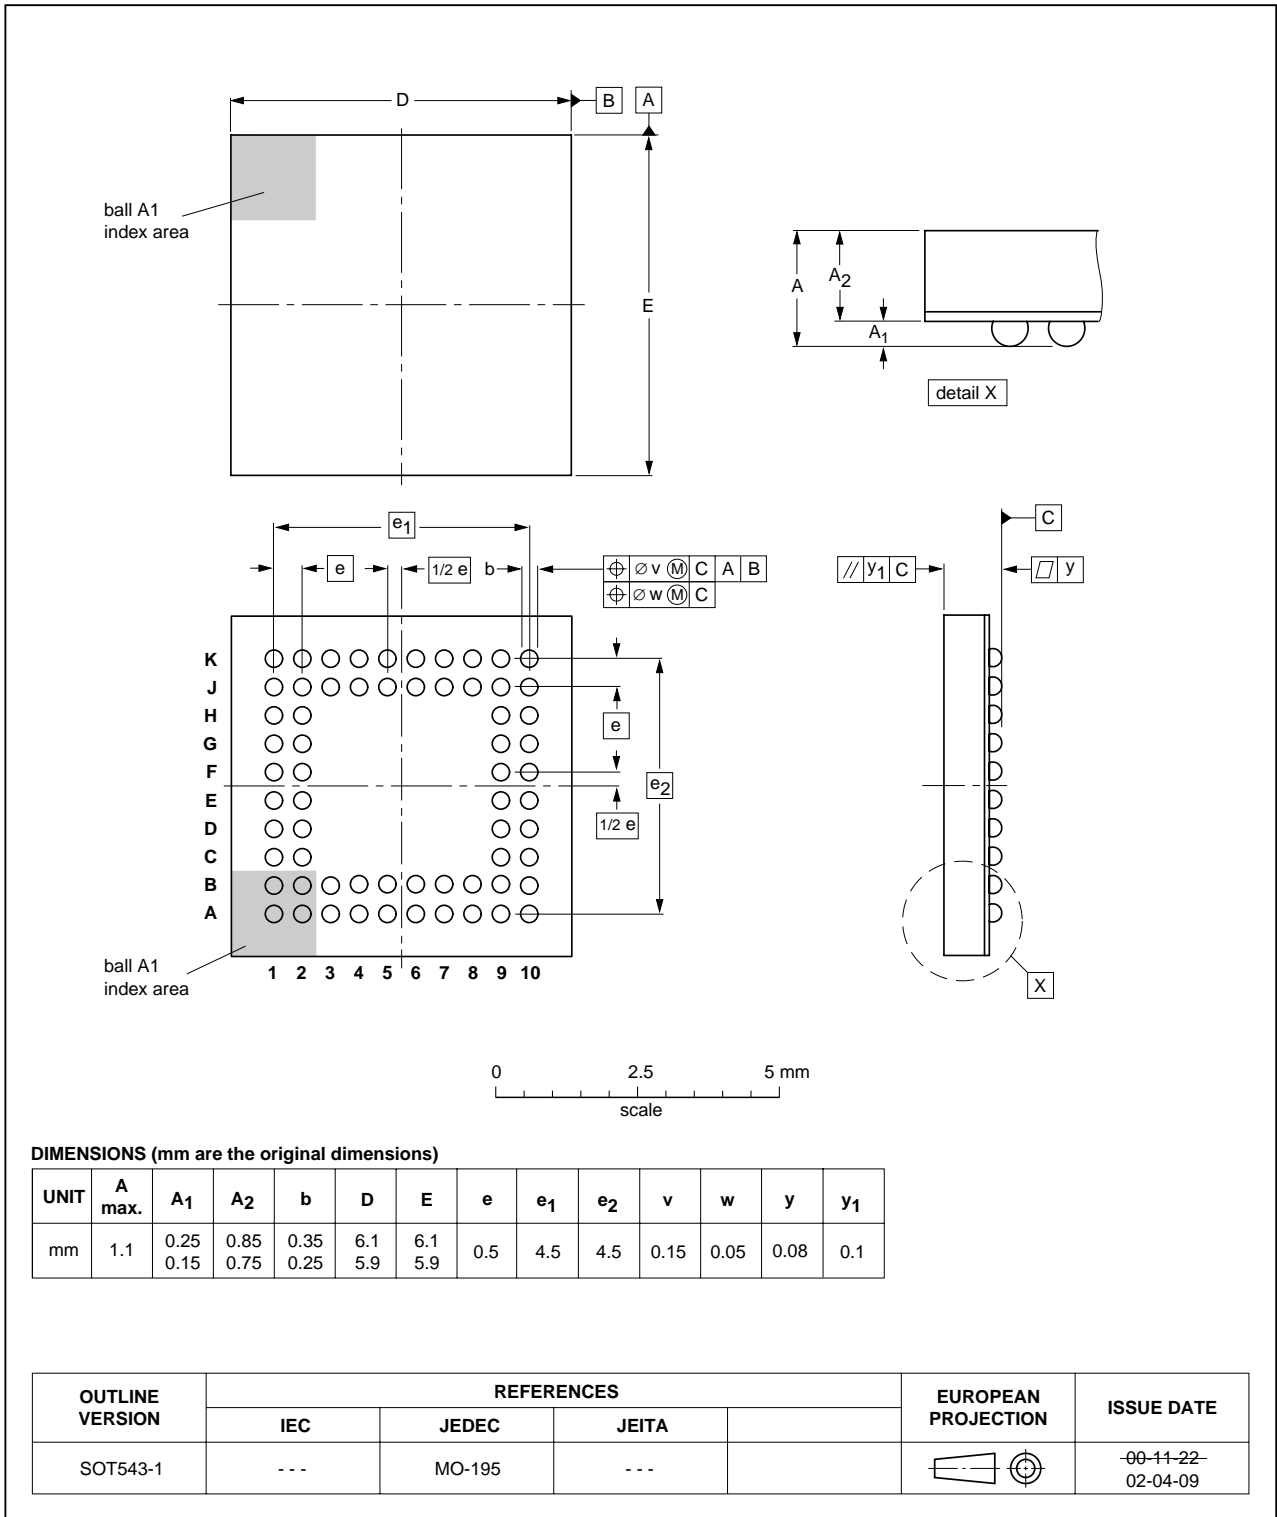 D
B
A
ball A1
index area
E
A
A2
A1
detail X
e1
e
1/2 e
b
⌖ ⌀ v Ⓜ C A B
⌖ ⌀ w Ⓜ C
C
// y1 C
⏥ y
K
J
H
G
F
E
D
C
B
A
e
e2
1/2 e
ball A1
index area
1 2 3 4 5 6 7 8 9 10
X
0 2.5 5 mm
scale
DIMENSIONS (mm are the original dimensions)
UNIT A max. A1 A2 b D E e e1 e2 v w y y1
mm 1.1 0.25 0.15 0.85 0.75 0.35 0.25 6.1 5.9 6.1 5.9 0.5 4.5 4.5 0.15 0.05 0.08 0.1
OUTLINE VERSION REFERENCES EUROPEAN PROJECTION ISSUE DATE
IEC JEDEC JEITA
SOT543-1 - - - MO-195 - - - 00-11-22
02-04-09